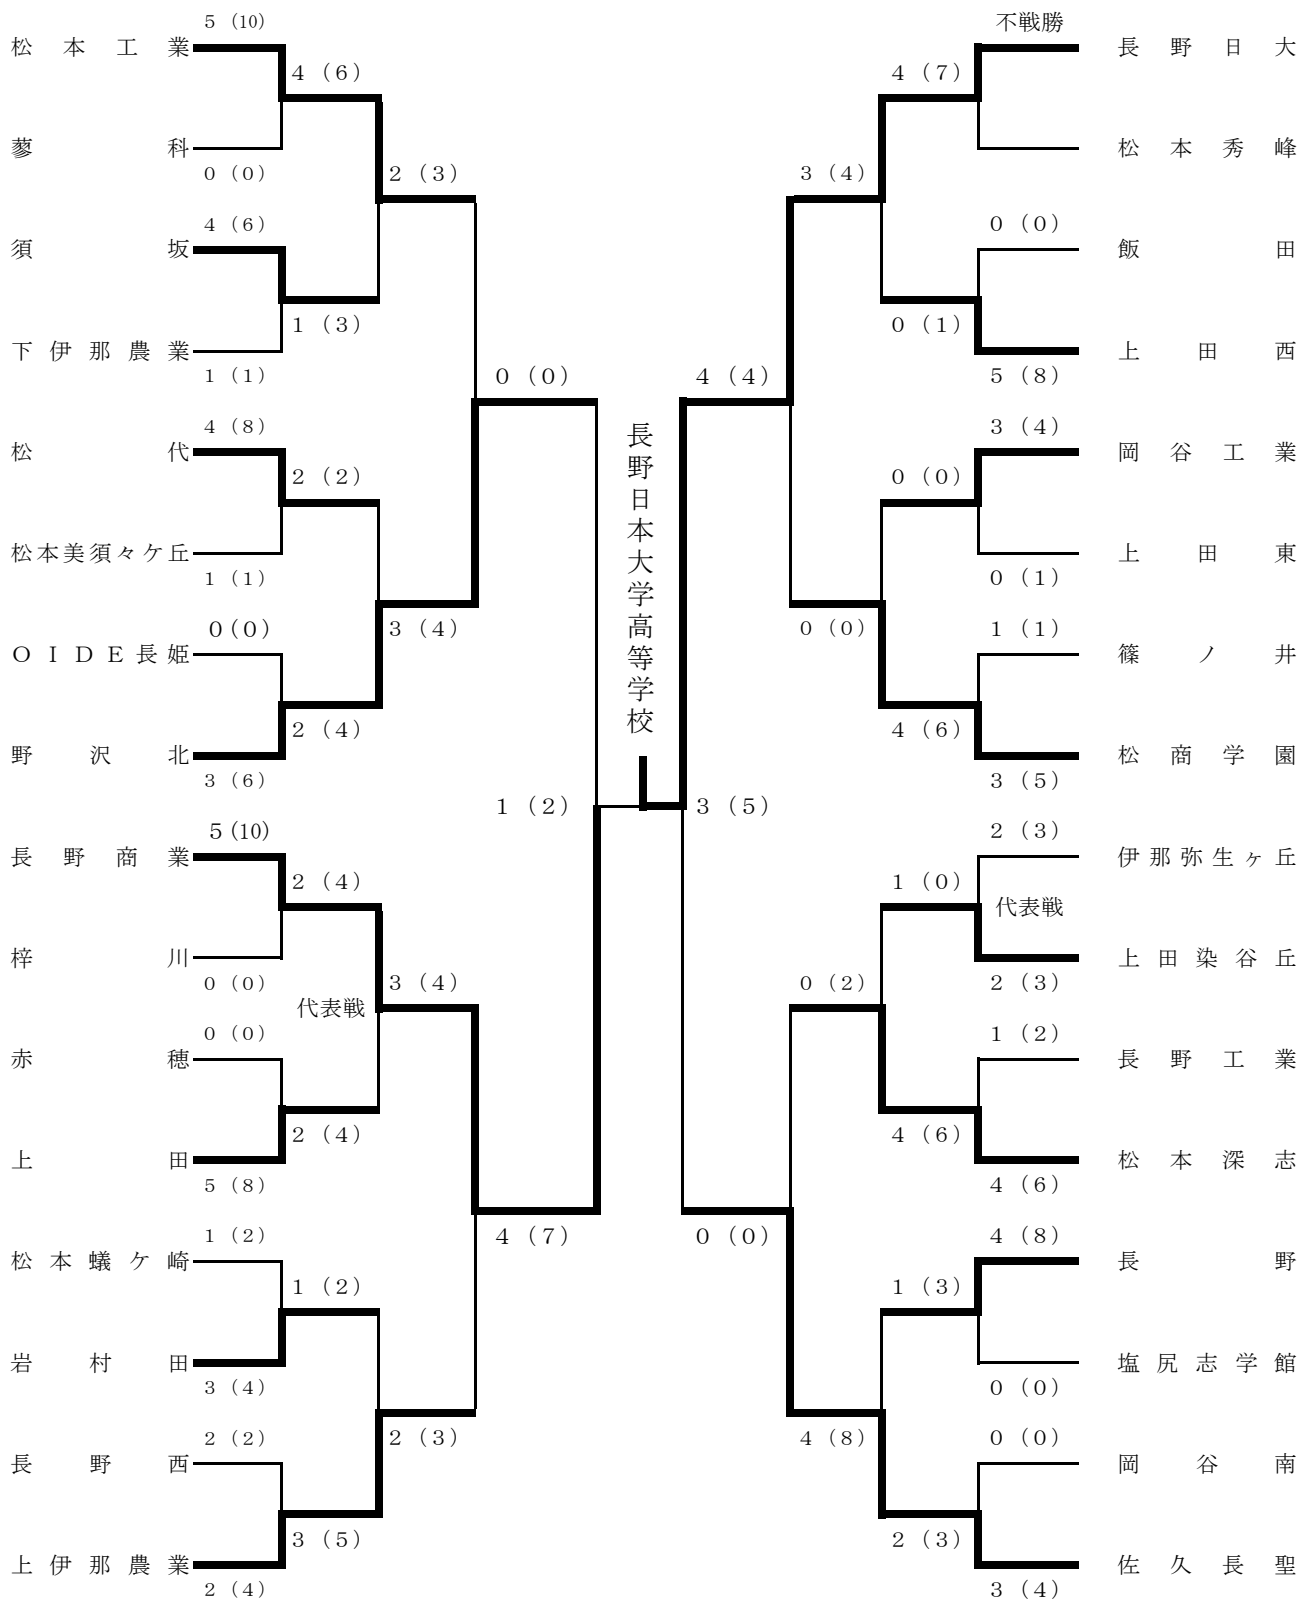 5 (10)
松本工業
4 (6)
蓼科
0 (0)
2 (3)
4 (6)
須坂
1 (3)
下伊那農業
1 (1)
0 (0)
4 (8)
松代
2 (2)
松本美須々ケ丘
1 (1)
0 (0)
OIDE長姫
3 (4)
2 (4)
野沢北
3 (6)
1 (2)
5 (10)
長野商業
2 (4)
梓川
0 (0)
3 (4)
代表戦
0 (0)
赤穂
2 (4)
上田
5 (8)
4 (7)
1 (2)
松本蟻ケ崎
1 (2)
岩村田
3 (4)
2 (3)
2 (2)
長野西
3 (5)
上伊那農業
2 (4)
長野日本大学高等学校
不戦勝
長野日大
4 (7)
松本秀峰
3 (4)
0 (0)
飯田
0 (1)
上田西
5 (8)
4 (4)
3 (4)
岡谷工業
0 (0)
上田東
0 (1)
0 (0)
1 (1)
篠ノ井
4 (6)
松商学園
3 (5)
3 (5)
2 (3)
伊那弥生ヶ丘
1 (0)
代表戦
上田染谷丘
2 (3)
0 (2)
1 (2)
長野工業
4 (6)
松本深志
4 (6)
0 (0)
4 (8)
長野
1 (3)
塩尻志学館
0 (0)
4 (8)
0 (0)
岡谷南
2 (3)
佐久長聖
3 (4)